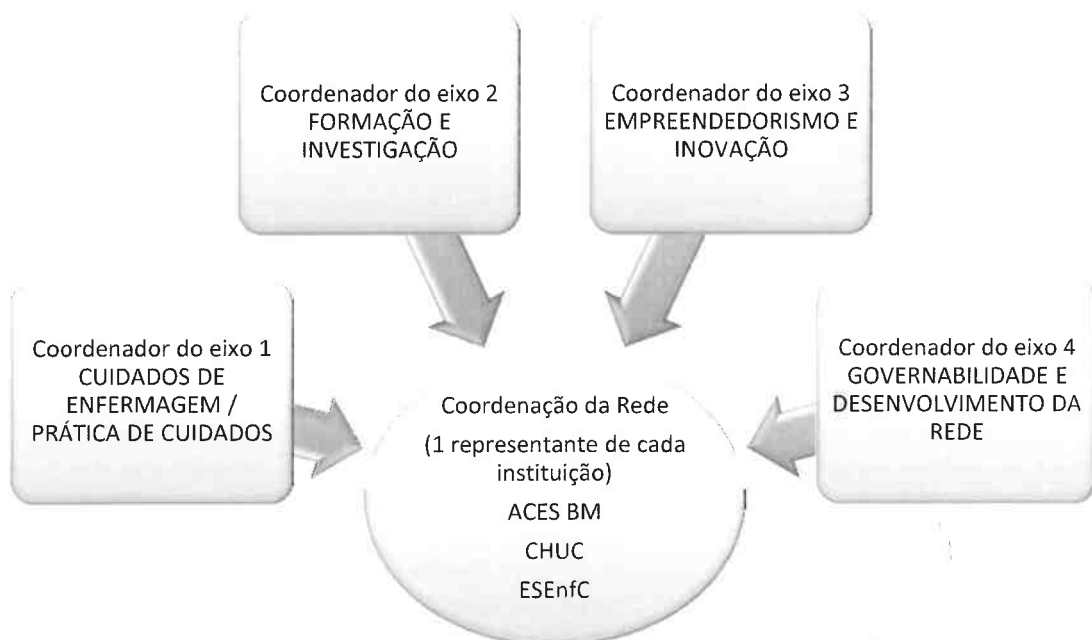 Coordenador do eixo 2
FORMAÇÃO E
INVESTIGAÇÃO
Coordenador do eixo 3
EMPREENDEDORISMO E
INOVAÇÃO
Coordenador do eixo 1
CUIDADOS DE
ENFERMAGEM /
PRÁTICA DE CUIDADOS
Coordenador do eixo 4
GOVERNABILIDADE E
DESENVOLVIMENTO DA
REDE
Coordenação da Rede
(1 representante de cada
instituição)
ACES BM
CHUC
ESEnfC